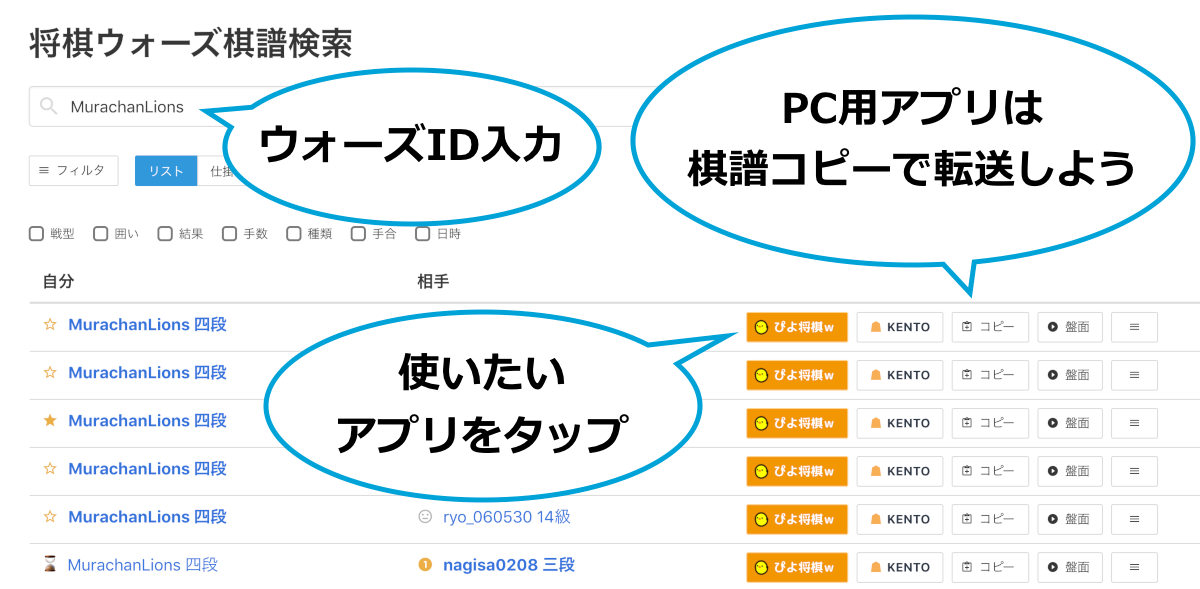 将棋ウォーズ棋譜検索
MurachanLions
ウォーズID入力
PC用アプリは
棋譜コピーで転送しよう
フィルタ リスト 仕掛
戦型 囲い 結果 手数 種類 手合 日時
自分 相手
MurachanLions 四段 ぴよ将棋w KENTO コピー 盤面
使いたい
アプリをタップ
MurachanLions 四段 ぴよ将棋w KENTO コピー 盤面
MurachanLions 四段 ぴよ将棋w KENTO コピー 盤面
MurachanLions 四段 ぴよ将棋w KENTO コピー 盤面
MurachanLions 四段 ryo_060530 14級 ぴよ将棋w KENTO コピー 盤面
MurachanLions 四段 1 nagisa0208 三段 ぴよ将棋w KENTO コピー 盤面